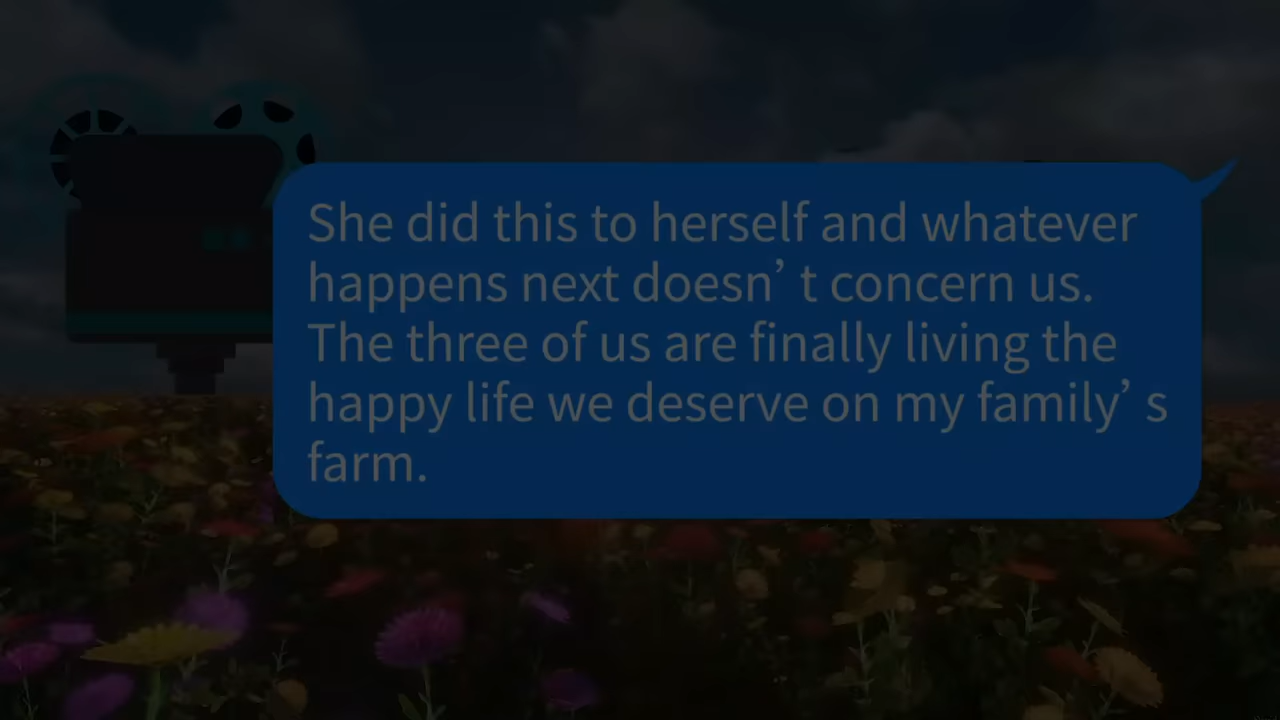 She did this to herself and whatever
happens next doesn’t concern us.
The three of us are finally living the
happy life we deserve on my family’s
farm.